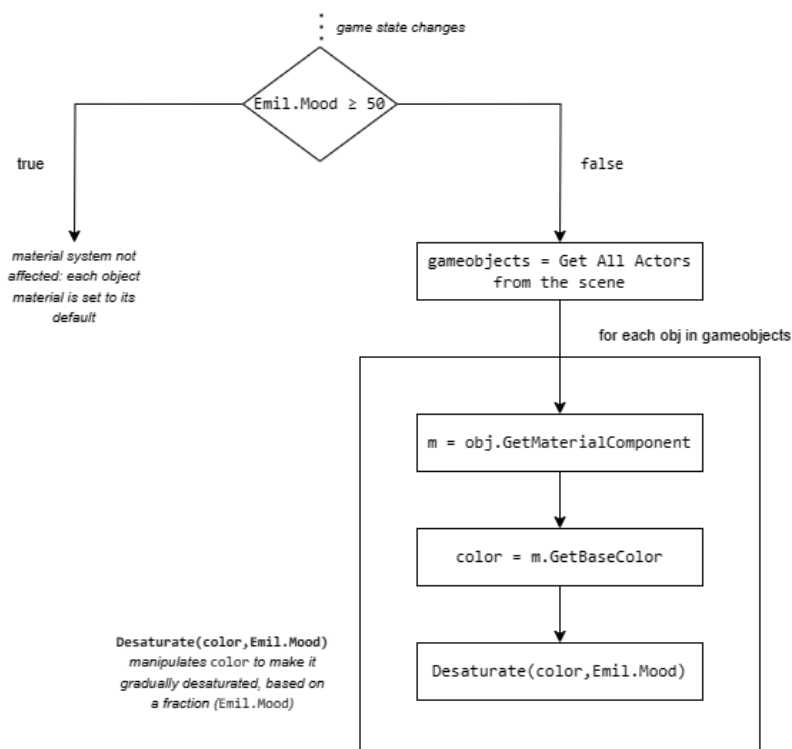 game state changes
Emil.Mood ≥ 50
true
false
material system not
affected: each object
material is set to its
default
gameobjects = Get All Actors
from the scene
for each obj in gameobjects
m = obj.GetMaterialComponent
color = m.GetBaseColor
Desaturate(color,Emil.Mood)
manipulates color to make it
gradually desaturated, based on
a fraction (Emil.Mood)
Desaturate(color,Emil.Mood)